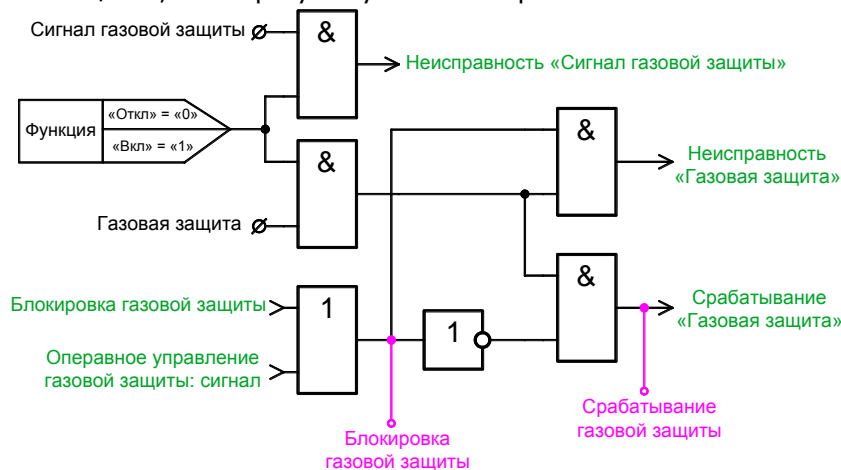 Сигнал газовой защиты
&
Неисправность «Сигнал газовой защиты»
Функция
«Откл» = «0»
«Вкл» = «1»
&
&
Неисправность
«Газовая защита»
Газовая защита
Блокировка газовой защиты
1
1
&
Срабатывание
«Газовая защита»
Операвное управление
газовой защиты: сигнал
Срабатывание
газовой защиты
Блокировка
газовой защиты